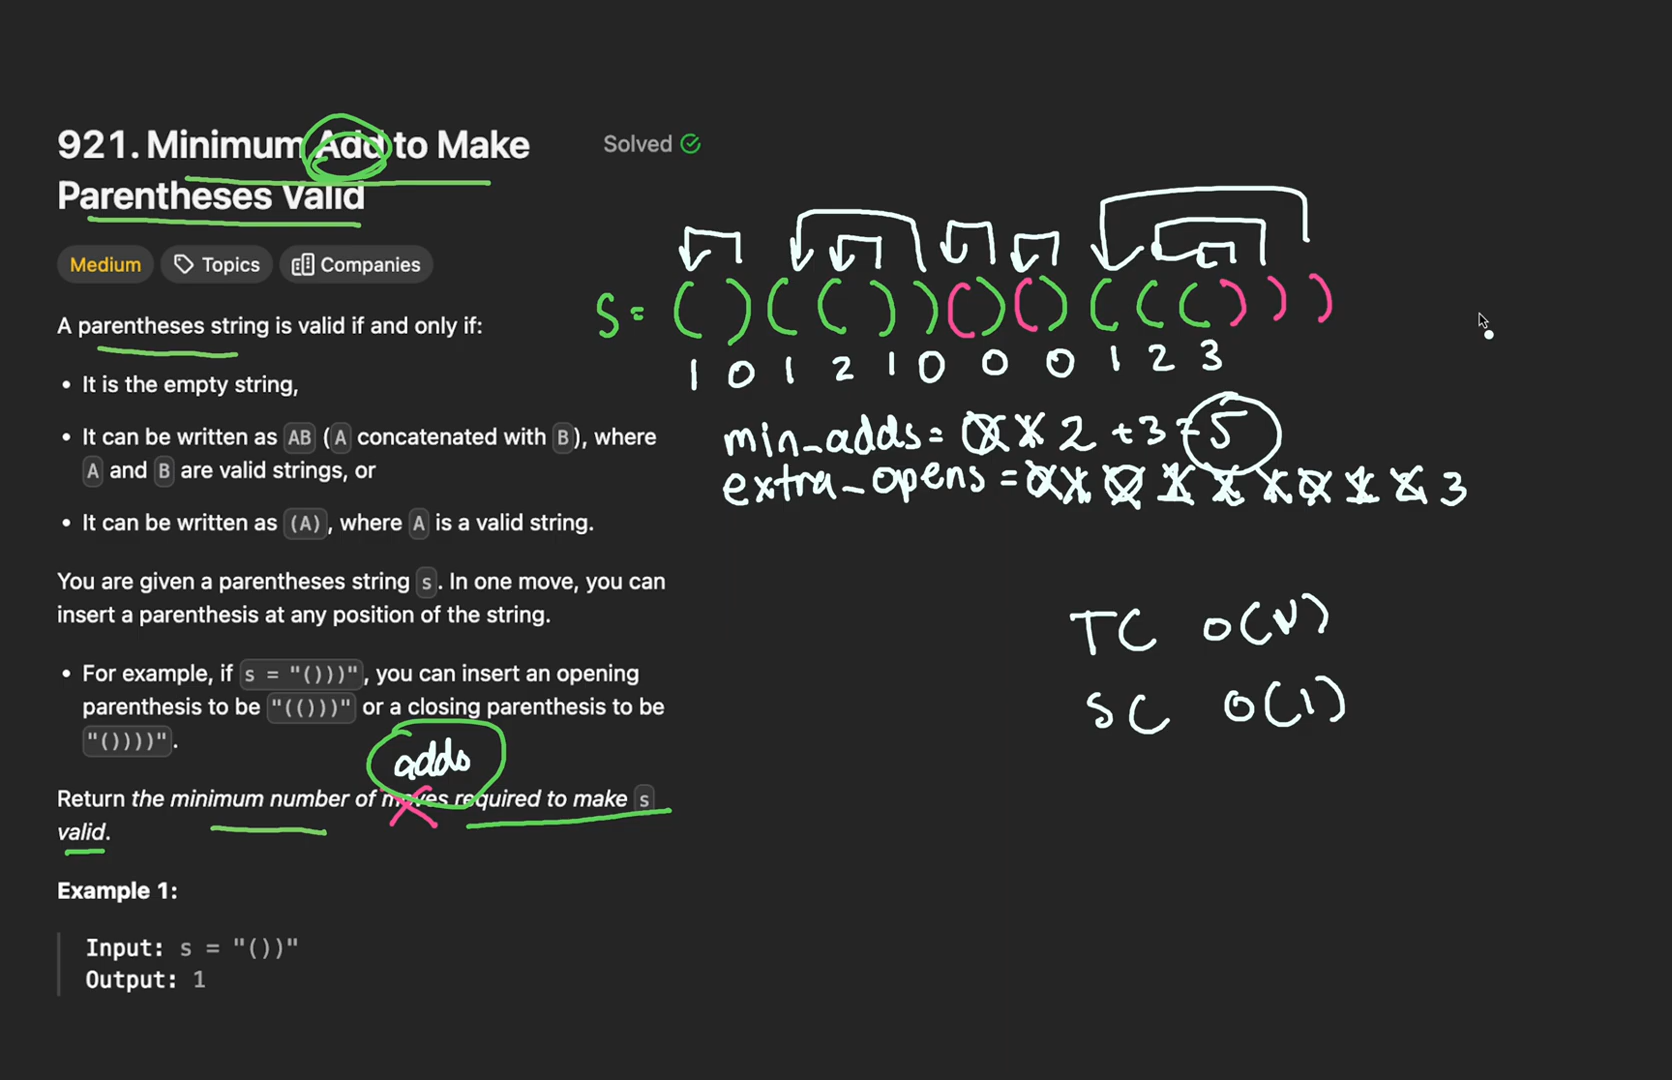 921. Minimum Add to Make
Parentheses Valid
Solved
Medium
Topics
Companies
A parentheses string is valid if and only if:
• It is the empty string,
• It can be written as AB (A concatenated with B), where
A and B are valid strings, or
• It can be written as (A), where A is a valid string.
You are given a parentheses string s. In one move, you can
insert a parenthesis at any position of the string.
• For example, if s = "()))", you can insert an opening
parenthesis to be "(()))" or a closing parenthesis to be
"())))".
adds
Return the minimum number of moves required to make s
valid.
Example 1:
Input: s = "())"
Output: 1
S = ()(())()()((()))
1 0 1 2 1 0 0 0 1 2 3
min_adds = 0 1 2 + 3 = 5
extra_opens = 3
TC O(N)
SC O(1)